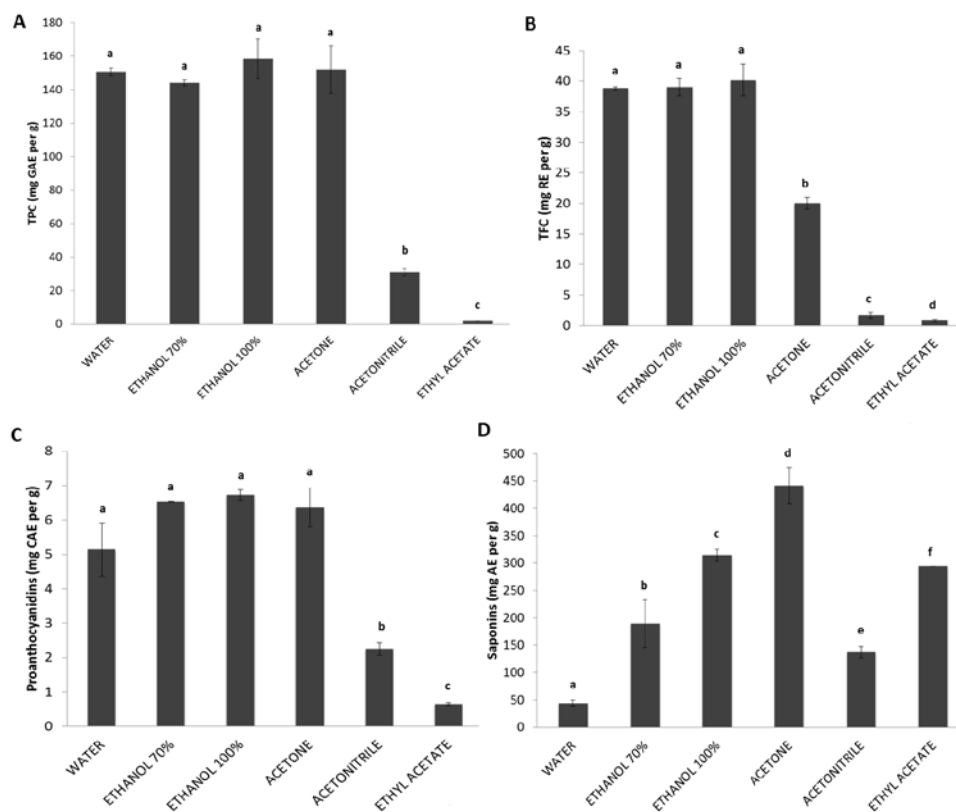 A
TPC (mg GAE per g)
180
160
140
120
100
80
60
40
20
0
a
a
a
a
b
c
WATER
ETHANOL 70%
ETHANOL 100%
ACETONE
ACETONITRILE
ETHYL ACETATE
B
TFC (mg RE per g)
45
40
35
30
25
20
15
10
5
0
a
a
a
b
c
d
WATER
ETHANOL 70%
ETHANOL 100%
ACETONE
ACETONITRILE
ETHYL ACETATE
C
Proanthocyanidins (mg CAE per g)
8
7
6
5
4
3
2
1
0
a
a
a
a
b
c
WATER
ETHANOL 70%
ETHANOL 100%
ACETONE
ACETONITRILE
ETHYL ACETATE
D
Saponins (mg AE per g)
500
450
400
350
300
250
200
150
100
50
0
a
b
c
d
e
f
WATER
ETHANOL 70%
ETHANOL 100%
ACETONE
ACETONITRILE
ETHYL ACETATE